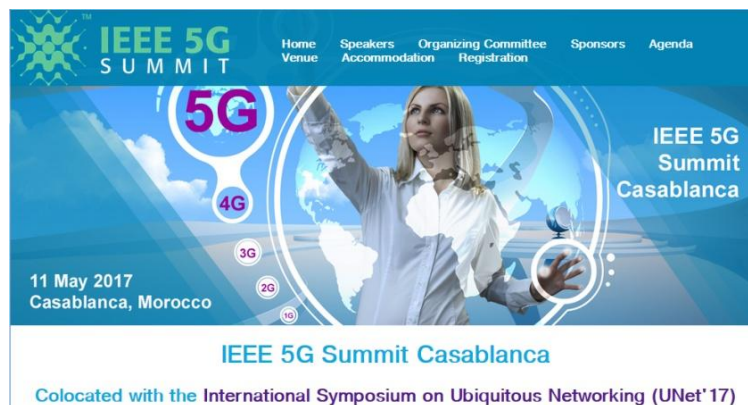 IEEE 5G
SUMMIT
TM
Home Speakers Organizing Committee Sponsors Agenda
Venue Accommodation Registration
5G
4G
3G
2G
1G
IEEE 5G
Summit
Casablanca
11 May 2017
Casablanca, Morocco
IEEE 5G Summit Casablanca
Colocated with the International Symposium on Ubiquitous Networking (UNet'17)